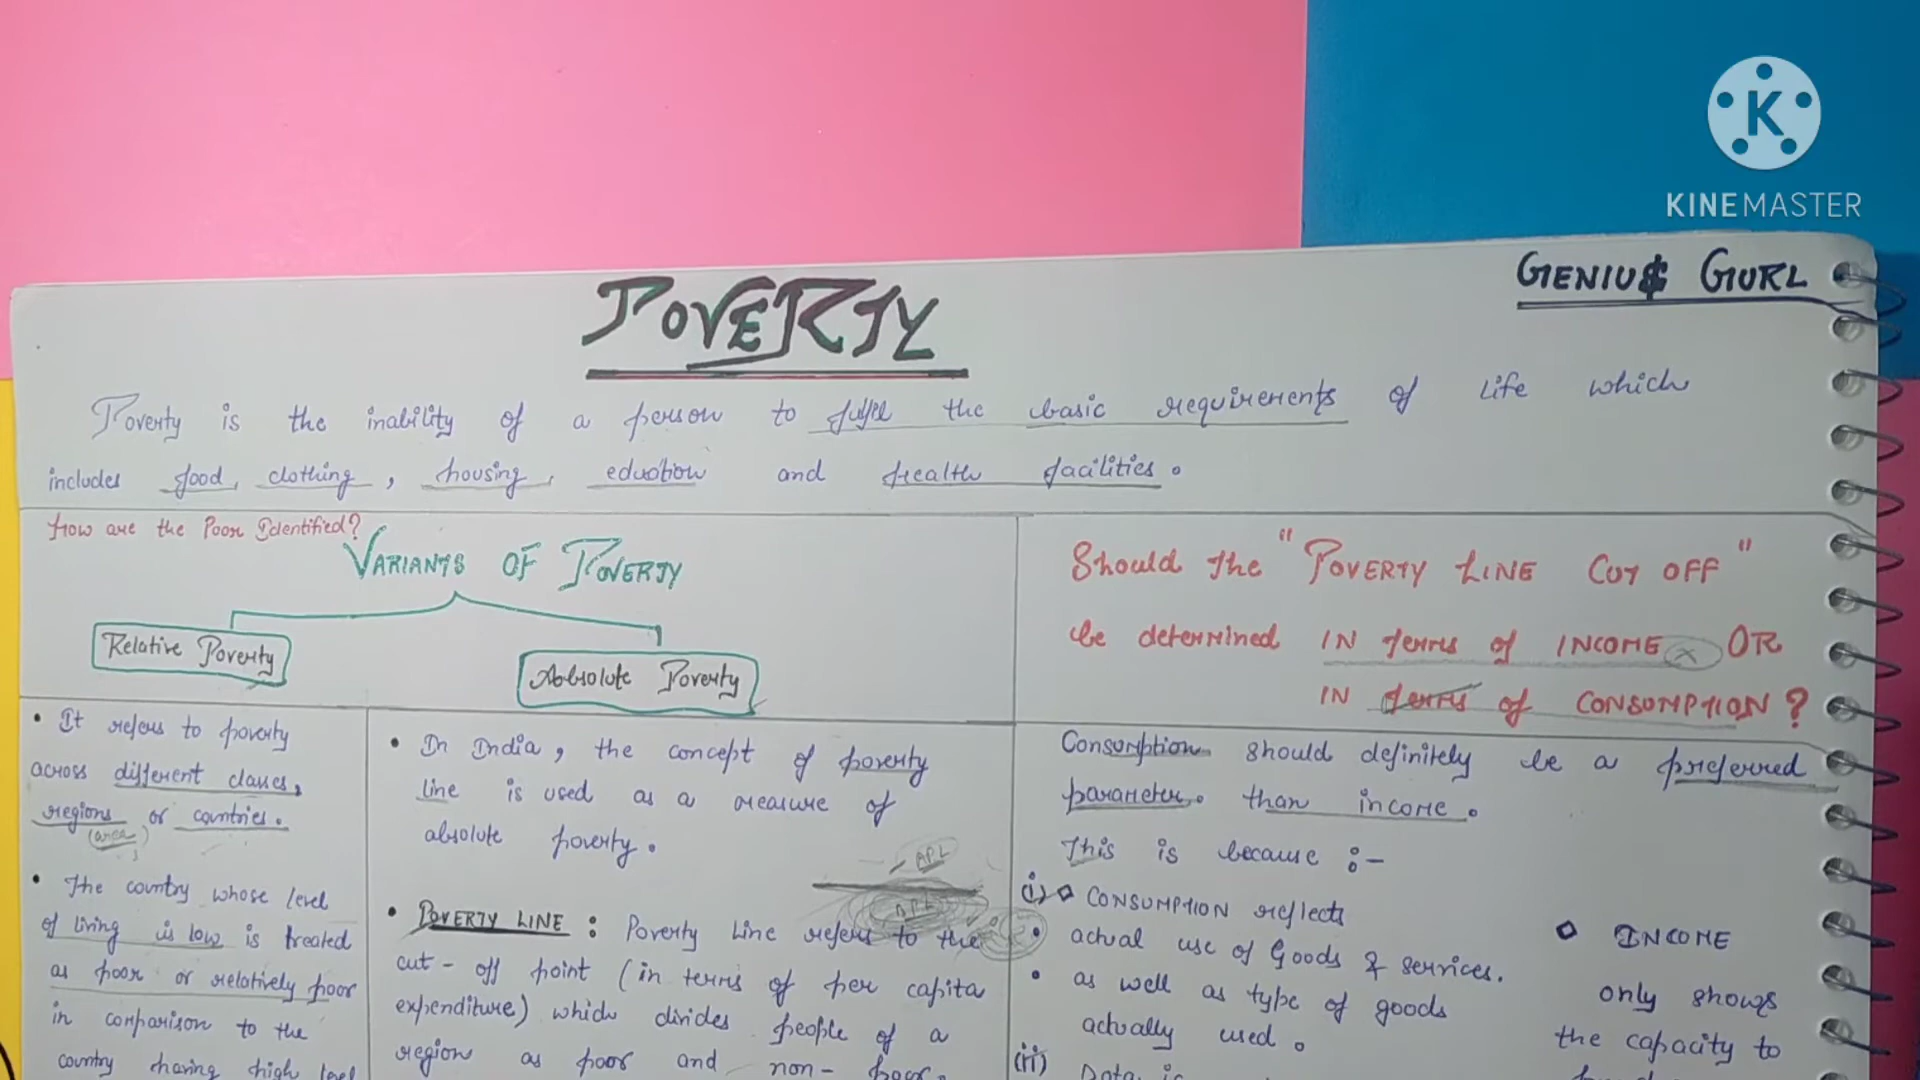 K
KINEMASTER
GENIU$ GURL
POVERTY
Poverty is the inability of a person to fulfil the basic requirements of life which
includes food, clothing, housing, eduation and health facilities.
How are the Poor Identified?
VARIANTS OF POVERTY
Relative Poverty
Absolute Poverty
• It refers to poverty
across different classes,
regions or countries.
(area)
• The country whose level
of living is low is treated
as poor or relatively poor
in comparison to the
country having high level
• In India, the concept of poverty
line is used as a measure of
absolute poverty.
APL
BPL
• POVERTY LINE : Poverty Line refers to the
cut-off point (in terms of per capita
expenditure) which divides people of a
region as poor and non-poor.
Should the "POVERTY LINE CUT OFF"
be determined IN terms of INCOME OR
IN terms of CONSUMPTION?
Consumption should definitely be a preferred
parameter than income.
This is because :-
(i) CONSUMPTION reflects
• actual use of Goods & services.
• as well as type of goods
actually used.
(ii) Data is
INCOME
only shows
the capacity to